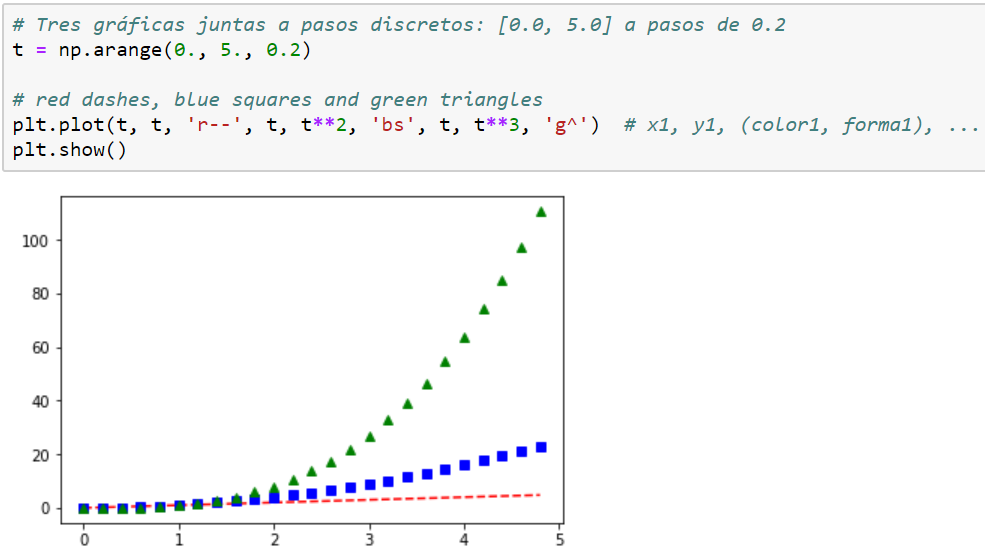 # Tres gráficas juntas a pasos discretos: [0.0, 5.0] a pasos de 0.2
t = np.arange(0., 5., 0.2)
# red dashes, blue squares and green triangles
plt.plot(t, t, 'r--', t, t**2, 'bs', t, t**3, 'g^')  # x1, y1, (color1, forma1), ...
plt.show()
100
80
60
40
20
0
0 1 2 3 4 5